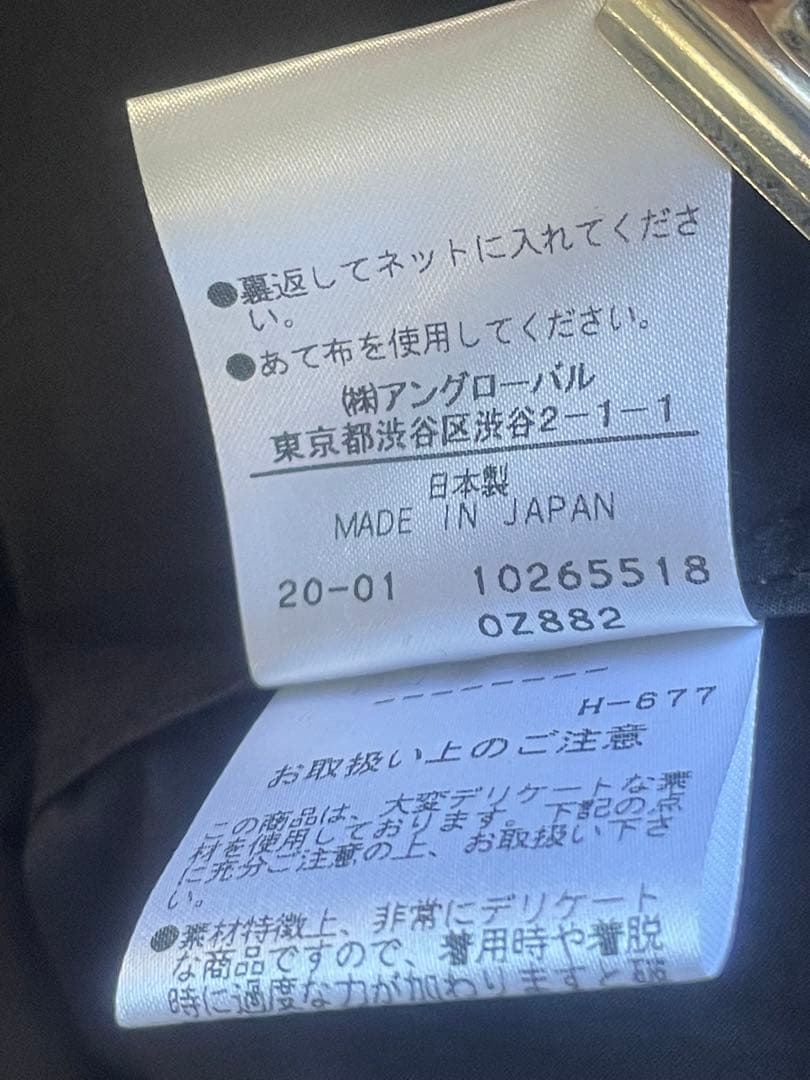 ●裏返してネットに入れてくださ
い。
●あて布を使用してください。
㈱アングローバル
東京都渋谷区渋谷2-1-1
日本製
MADE IN JAPAN
20-01 10265518
0Z882
--------
H-677
お取扱い上のご注意
この商品は、大変デリケートな素
材を使用しております。下記の点
に充分ご注意の上、お取扱い下さ
い。
●素材特徴上、非常にデリケート
な商品ですので、着用時や着脱
時に過度な力が加わりますと破